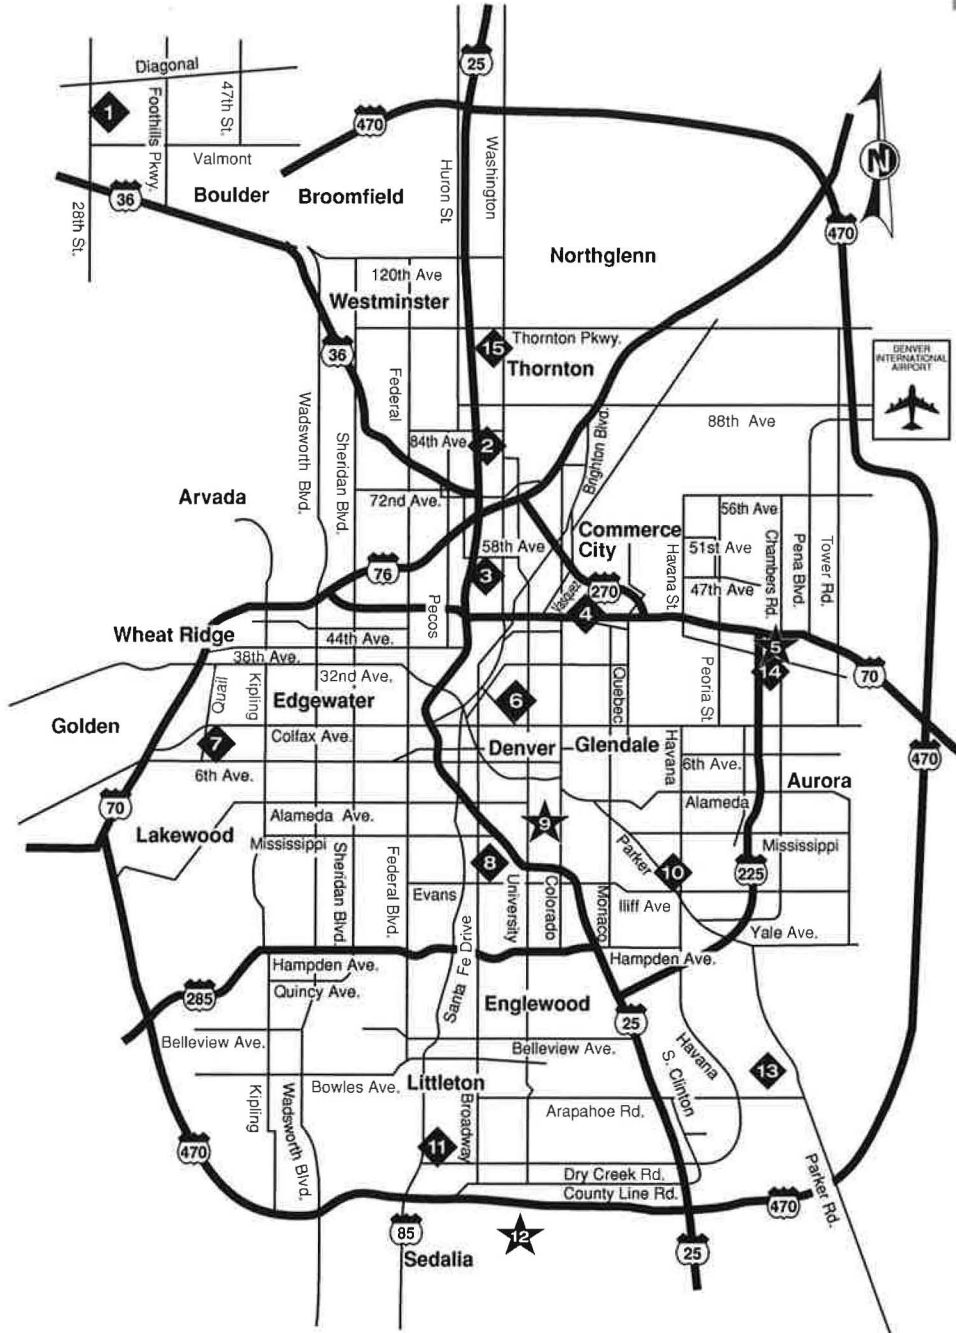 25
Diagonal
1
Foothills Pkwy.
47th St.
470
Washington
Valmont
Huron St.
N
36
Boulder
Broomfield
28th St.
470
Northglenn
120th Ave
Westminster
Thornton Pkwy.
15
36
DENVER
INTERNATIONAL
AIRPORT
Thornton
Federal
Wadsworth Blvd.
88th Ave
Sheridan Blvd.
84th Ave.
2
Brighton Blvd.
Arvada
72nd Ave.
56th Ave
Commerce
City
58th Ave
51st Ave
Havana St.
Chambers Rd.
Pena Blvd.
Tower Rd.
76
3
270
47th Ave
Vasquez
4
Pecos
Wheat Ridge
44th Ave.
5
38th Ave.
14
70
32nd Ave.
Quail
Kipling
Edgewater
6
Quebec
Peoria St.
Golden
7
Colfax Ave.
Denver
Glendale
Havana
470
6th Ave.
6th Ave.
Aurora
70
Alameda
Lakewood
Alameda Ave.
9
Mississippi
Sheridan Blvd.
Federal Blvd.
8
Parker
10
Mississippi
225
Evans
University
Colorado
Monaco
Iliff Ave
Yale Ave.
Santa Fe Drive
Hampden Ave.
Hampden Ave.
285
Quincy Ave.
Englewood
25
Belleview Ave.
Belleview Ave.
Havana
S. Clinton
13
Bowles Ave.
Littleton
Kipling
Wadsworth Blvd.
Broadway
Arapahoe Rd.
470
11
Dry Creek Rd.
County Line Rd.
Parker Rd.
470
85
12
25
Sedalia